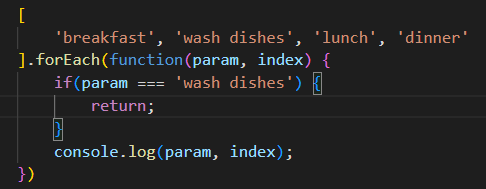 [
    'breakfast', 'wash dishes', 'lunch', 'dinner'
].forEach(function(param, index) {
    if(param === 'wash dishes') {
        return;
    }
    console.log(param, index);
})